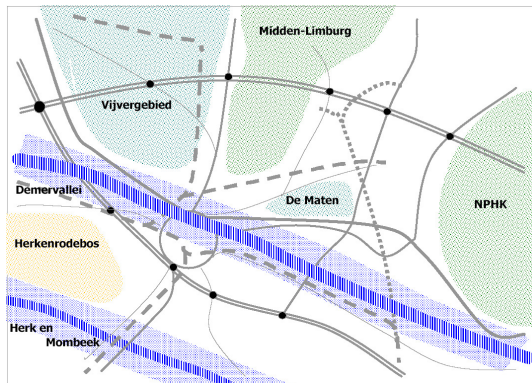 Midden-Limburg
Vijvergebied
Demervallei
De Maten
NPHK
Herkenrodebos
Herk en
Mombeek